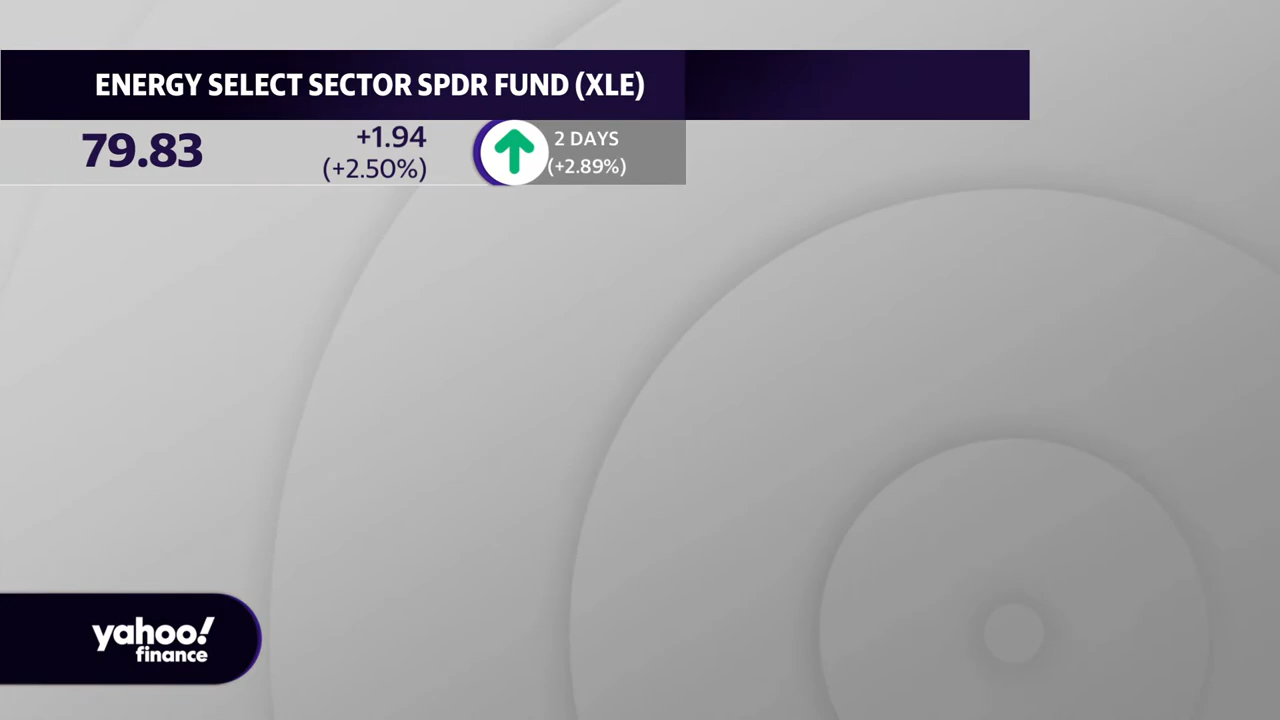 ENERGY SELECT SECTOR SPDR FUND (XLE)
79.83
+1.94
(+2.50%)
2 DAYS
(+2.89%)
yahoo!
finance